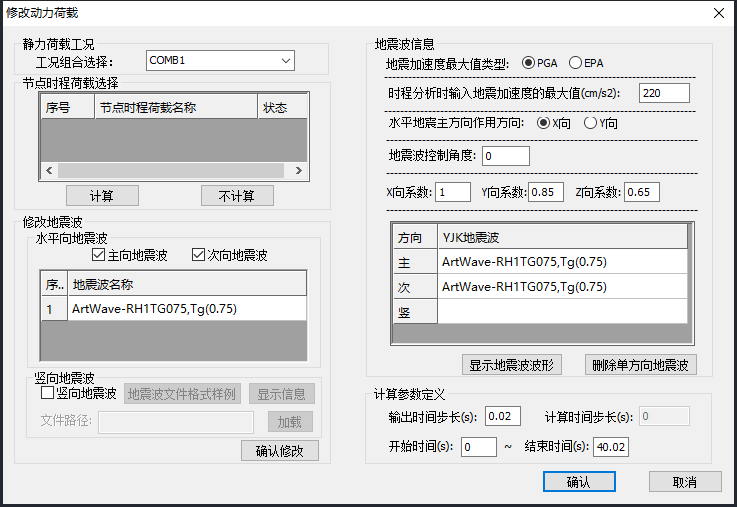 修改动力荷载
静力荷载工况
工况组合选择: COMB1
节点时程荷载选择
序号 节点时程荷载名称 状态
计算 不计算
修改地震波
水平向地震波
主向地震波 次向地震波
序.. 地震波名称
1 ArtWave-RH1TG075,Tg(0.75)
竖向地震波
竖向地震波 地震波文件格式样例 显示信息
文件路径: 加载
确认修改
地震波信息
地震加速度最大值类型: PGA EPA
时程分析时输入地震加速度的最大值(cm/s2): 220
水平地震主方向作用方向: X向 Y向
地震波控制角度: 0
X向系数: 1 Y向系数: 0.85 Z向系数: 0.65
方向 YJK地震波
主 ArtWave-RH1TG075,Tg(0.75)
次 ArtWave-RH1TG075,Tg(0.75)
竖
显示地震波波形 删除单方向地震波
计算参数定义
输出时间步长(s): 0.02 计算时间步长(s): 0
开始时间(s): 0 ~ 结束时间(s): 40.02
确认 取消